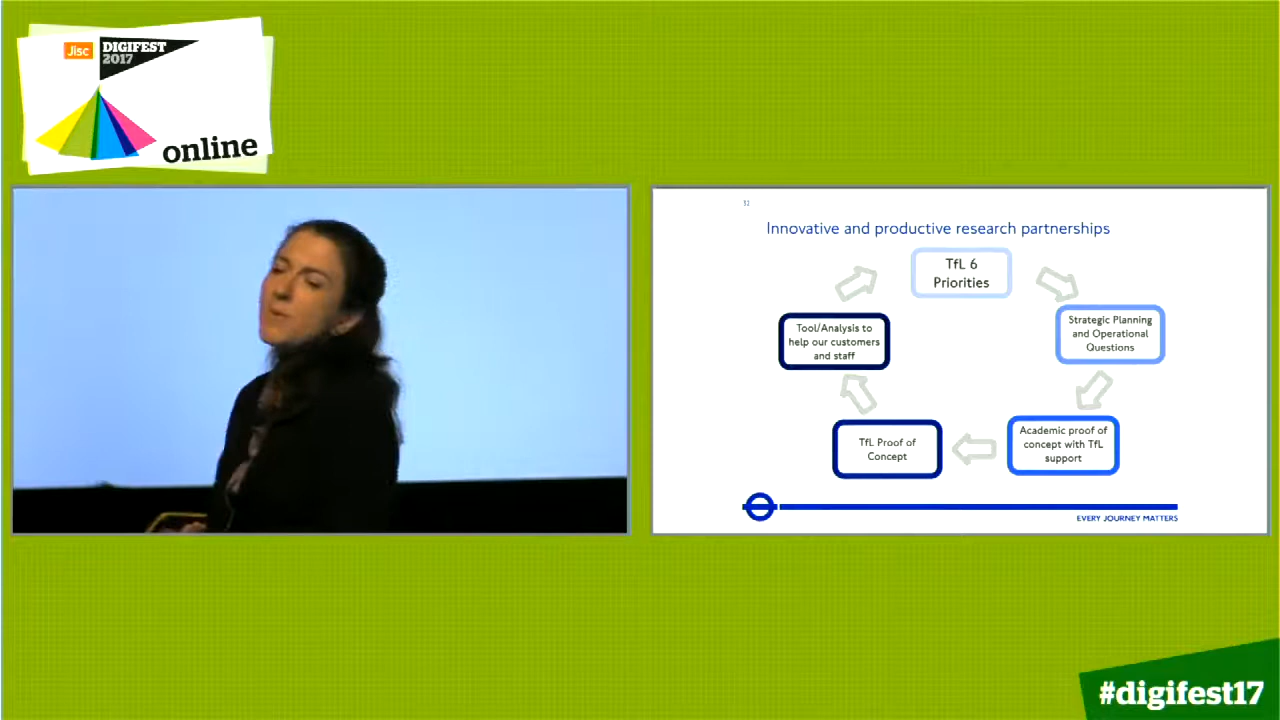 Jisc
DIGIFEST
2017
online
Innovative and productive research partnerships
TfL 6
Priorities
Strategic Planning
and Operational
Questions
Academic proof of
concept with TfL
support
TfL Proof of
Concept
Tool/Analysis to
help our customers
and staff
EVERY JOURNEY MATTERS
#digifest17